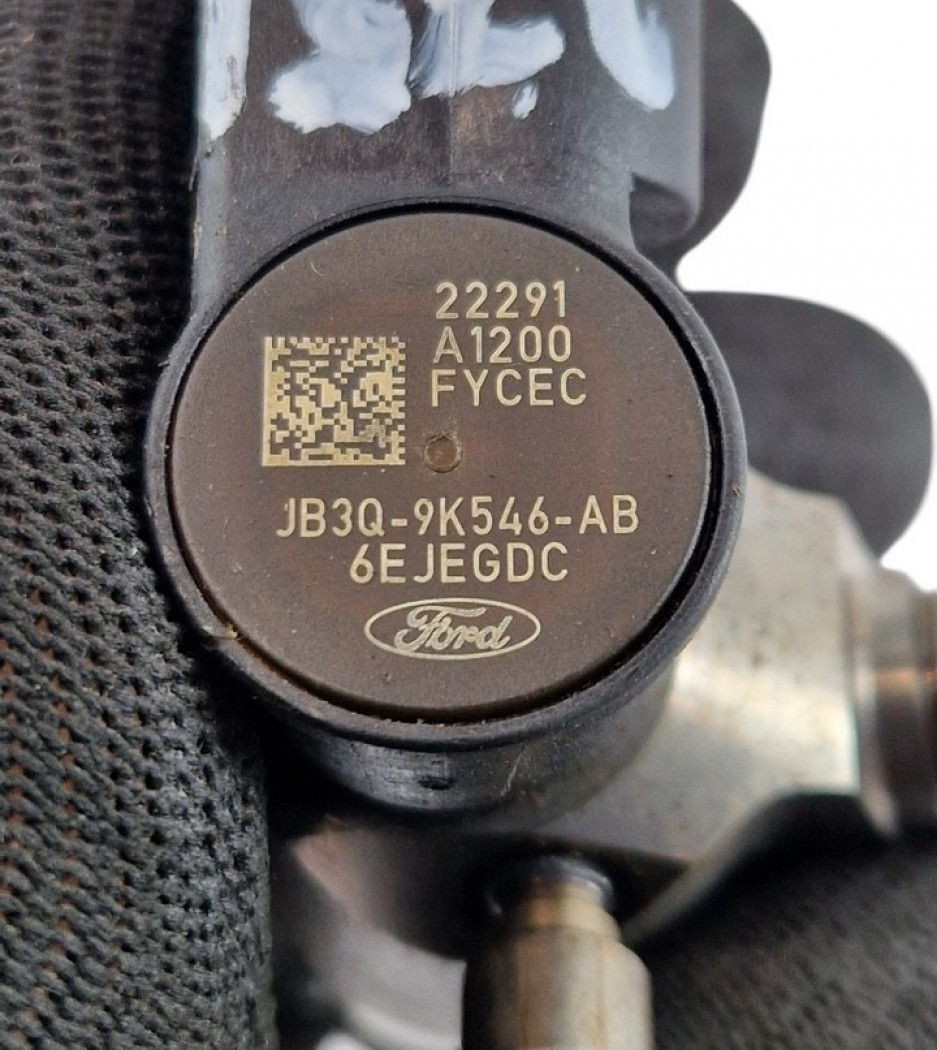 22291
A1200
FYCEC
JB3Q-9K546-AB
6EJEGDC
Ford